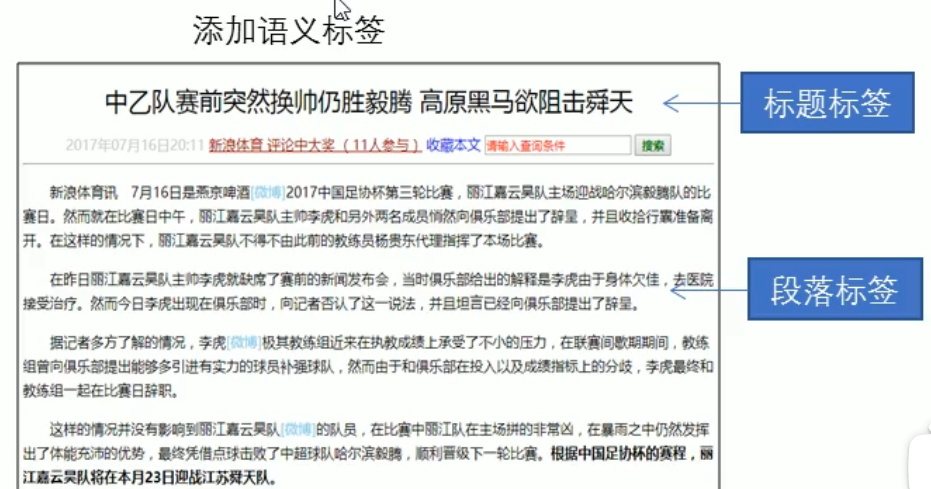 添加语义标签
中乙队赛前突然换帅仍胜毅腾 高原黑马欲阻击舜天
标题标签
2017年07月16日20:11 新浪体育 评论中大奖（11人参与） 收藏本文 请输入查询条件 搜索
新浪体育讯　7月16日是燕京啤酒[微博]2017中国足协杯第三轮比赛，丽江嘉云昊队主场迎战哈尔滨毅腾队的比
赛日。然而就在比赛日中午，丽江嘉云昊队主帅李虎和另外两名成员悄然向俱乐部提出了辞呈，并且收拾行囊准备离
开。在这样的情况下，丽江嘉云昊队不得不由此前的教练员杨贵东代理指挥了本场比赛。
在昨日丽江嘉云昊队主帅李虎就缺席了赛前的新闻发布会，当时俱乐部给出的解释是李虎由于身体欠佳，去医院
接受治疗。然而今日李虎出现在俱乐部时，向记者否认了这一说法，并且坦言已经向俱乐部提出了辞呈。
段落标签
据记者多方了解的情况，李虎[微博]极其教练组近来在执教成绩上承受了不小的压力，在联赛间歇期期间，教练
组曾向俱乐部提出能够多引进有实力的球员补强球队，然而由于和俱乐部在投入以及成绩指标上的分歧，李虎最终和
教练组一起在比赛日辞职。
这样的情况并没有影响到丽江嘉云昊队[微博]的队员，在比赛中丽江队在主场拼的非常凶，在暴雨之中仍然发挥
出了体能充沛的优势，最终凭借点球击败了中超球队哈尔滨毅腾，顺利晋级下一轮比赛。根据中国足协杯的赛程，丽
江嘉云昊队将在本月23日迎战江苏舜天队。